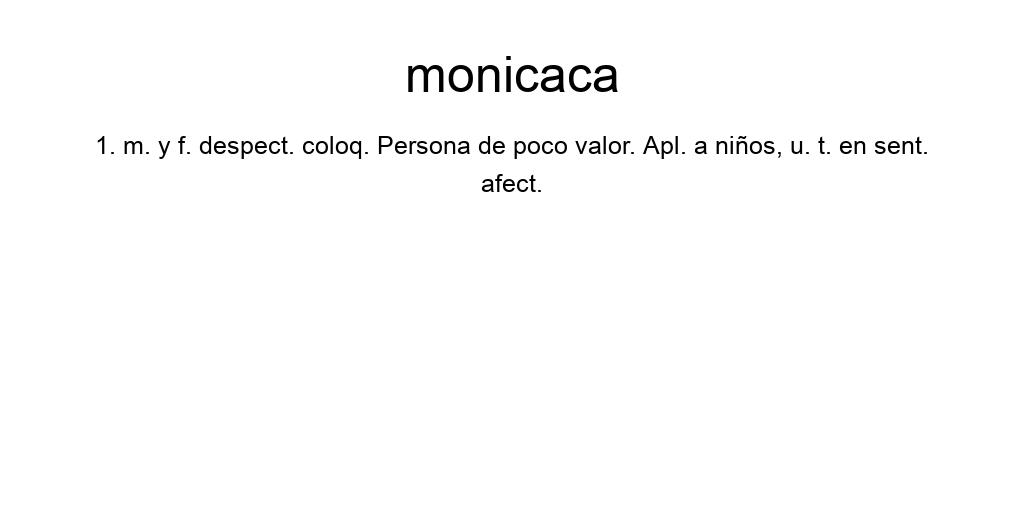 monicaca
1. m. y f. despect. coloq. Persona de poco valor. Apl. a niños, u. t. en sent.
afect.